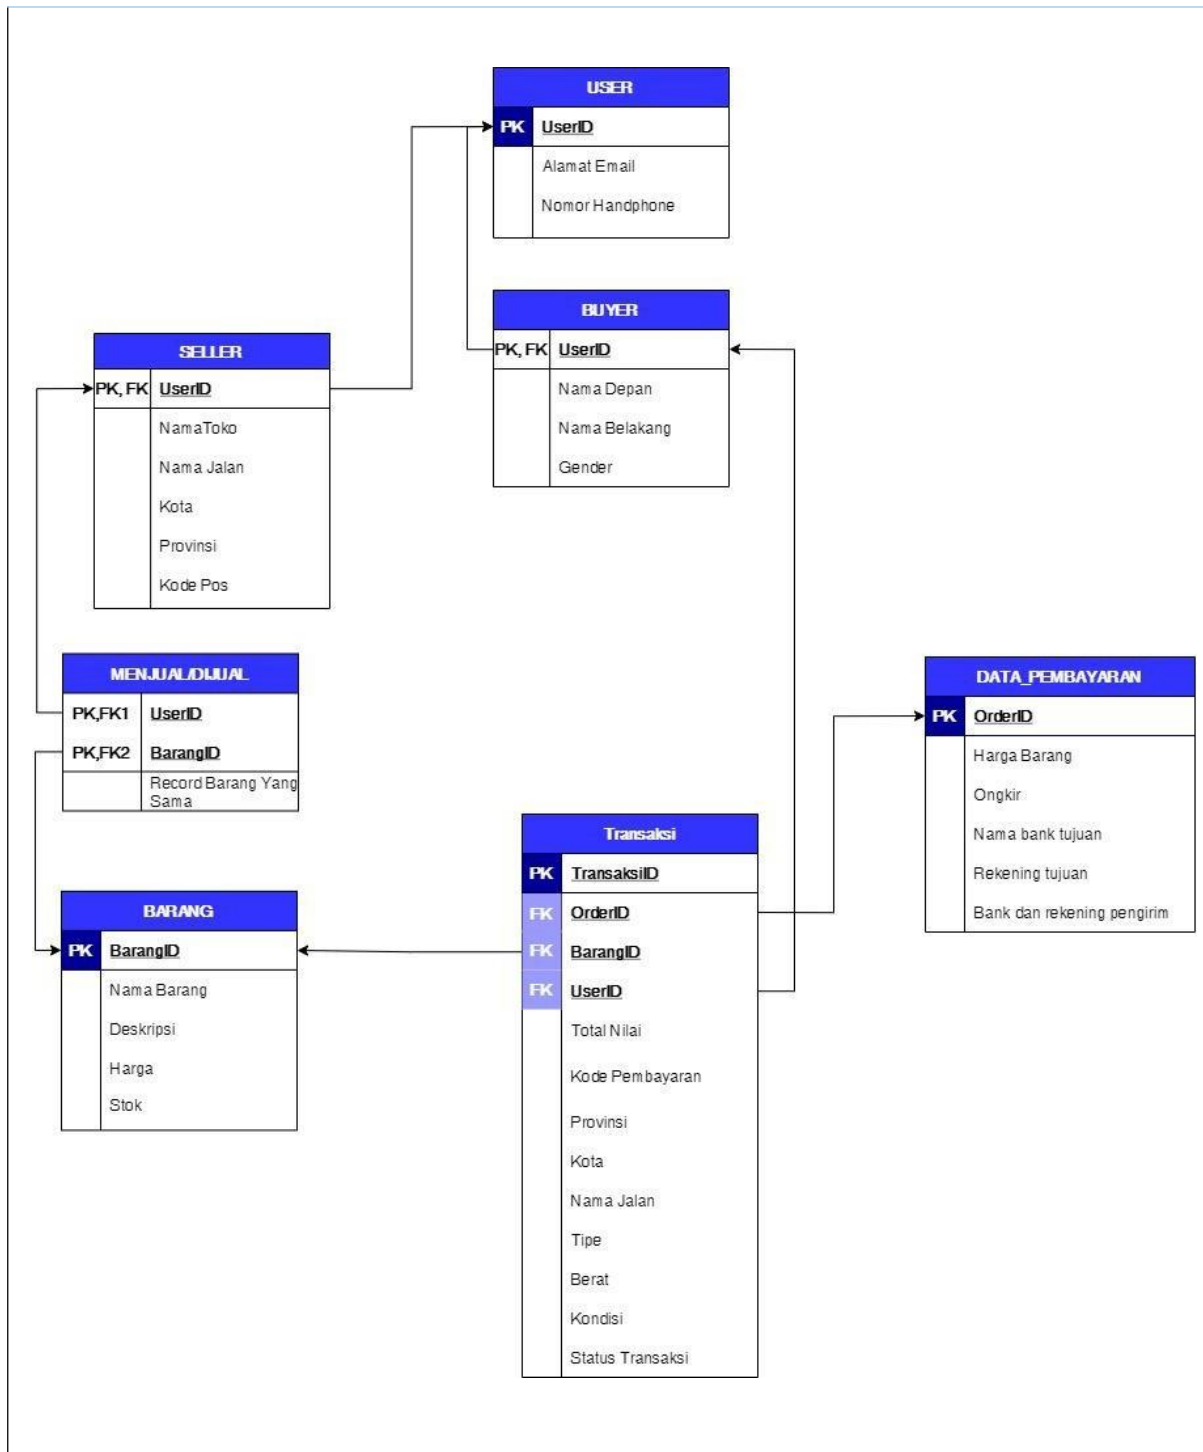 USER
PK UserID
Alamat Email
Nomor Handphone
BUYER
PK, FK UserID
Nama Depan
Nama Belakang
Gender
SELLER
PK, FK UserID
NamaToko
Nama Jalan
Kota
Provinsi
Kode Pos
MENJUAL/DIJUAL
PK,FK1 UserID
PK,FK2 BarangID
Record Barang Yang
Sama
DATA_PEMBAYARAN
PK OrderID
Harga Barang
Ongkir
Nama bank tujuan
Rekening tujuan
Bank dan rekening pengirim
Transaksi
PK TransaksiID
FK OrderID
FK BarangID
FK UserID
Total Nilai
Kode Pembayaran
Provinsi
Kota
Nama Jalan
Tipe
Berat
Kondisi
Status Transaksi
BARANG
PK BarangID
Nama Barang
Deskripsi
Harga
Stok